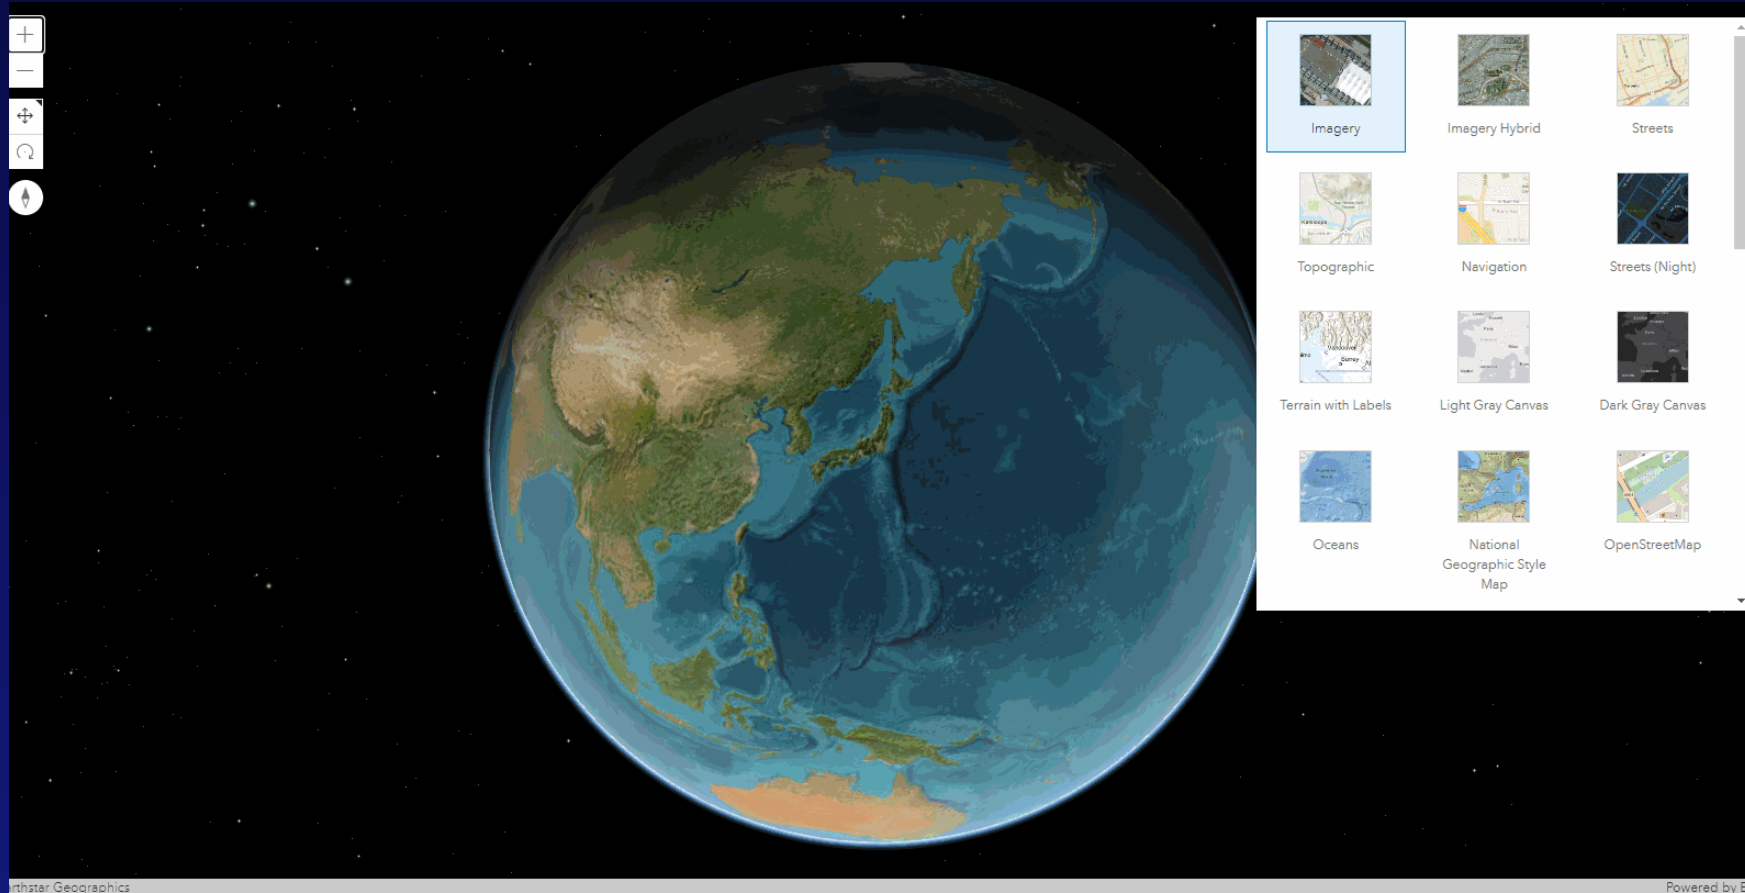 Imagery
Imagery Hybrid
Streets
Topographic
Navigation
Streets (Night)
Terrain with Labels
Light Gray Canvas
Dark Gray Canvas
Oceans
National
Geographic Style
Map
OpenStreetMap
rthstar Geographics
Powered by E